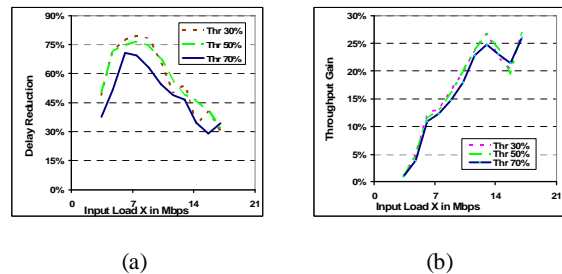 90%
75%
60%
45%
30%
15%
0%
Delay Reduction
Thr 30%
Thr 50%
Thr 70%
0 7 14 21
Input Load X in Mbps
(a)
35%
30%
25%
20%
15%
10%
5%
0%
Throughput Gain
Thr 30%
Thr 50%
Thr 70%
0 7 14 21
Input Load X in Mbps
(b)